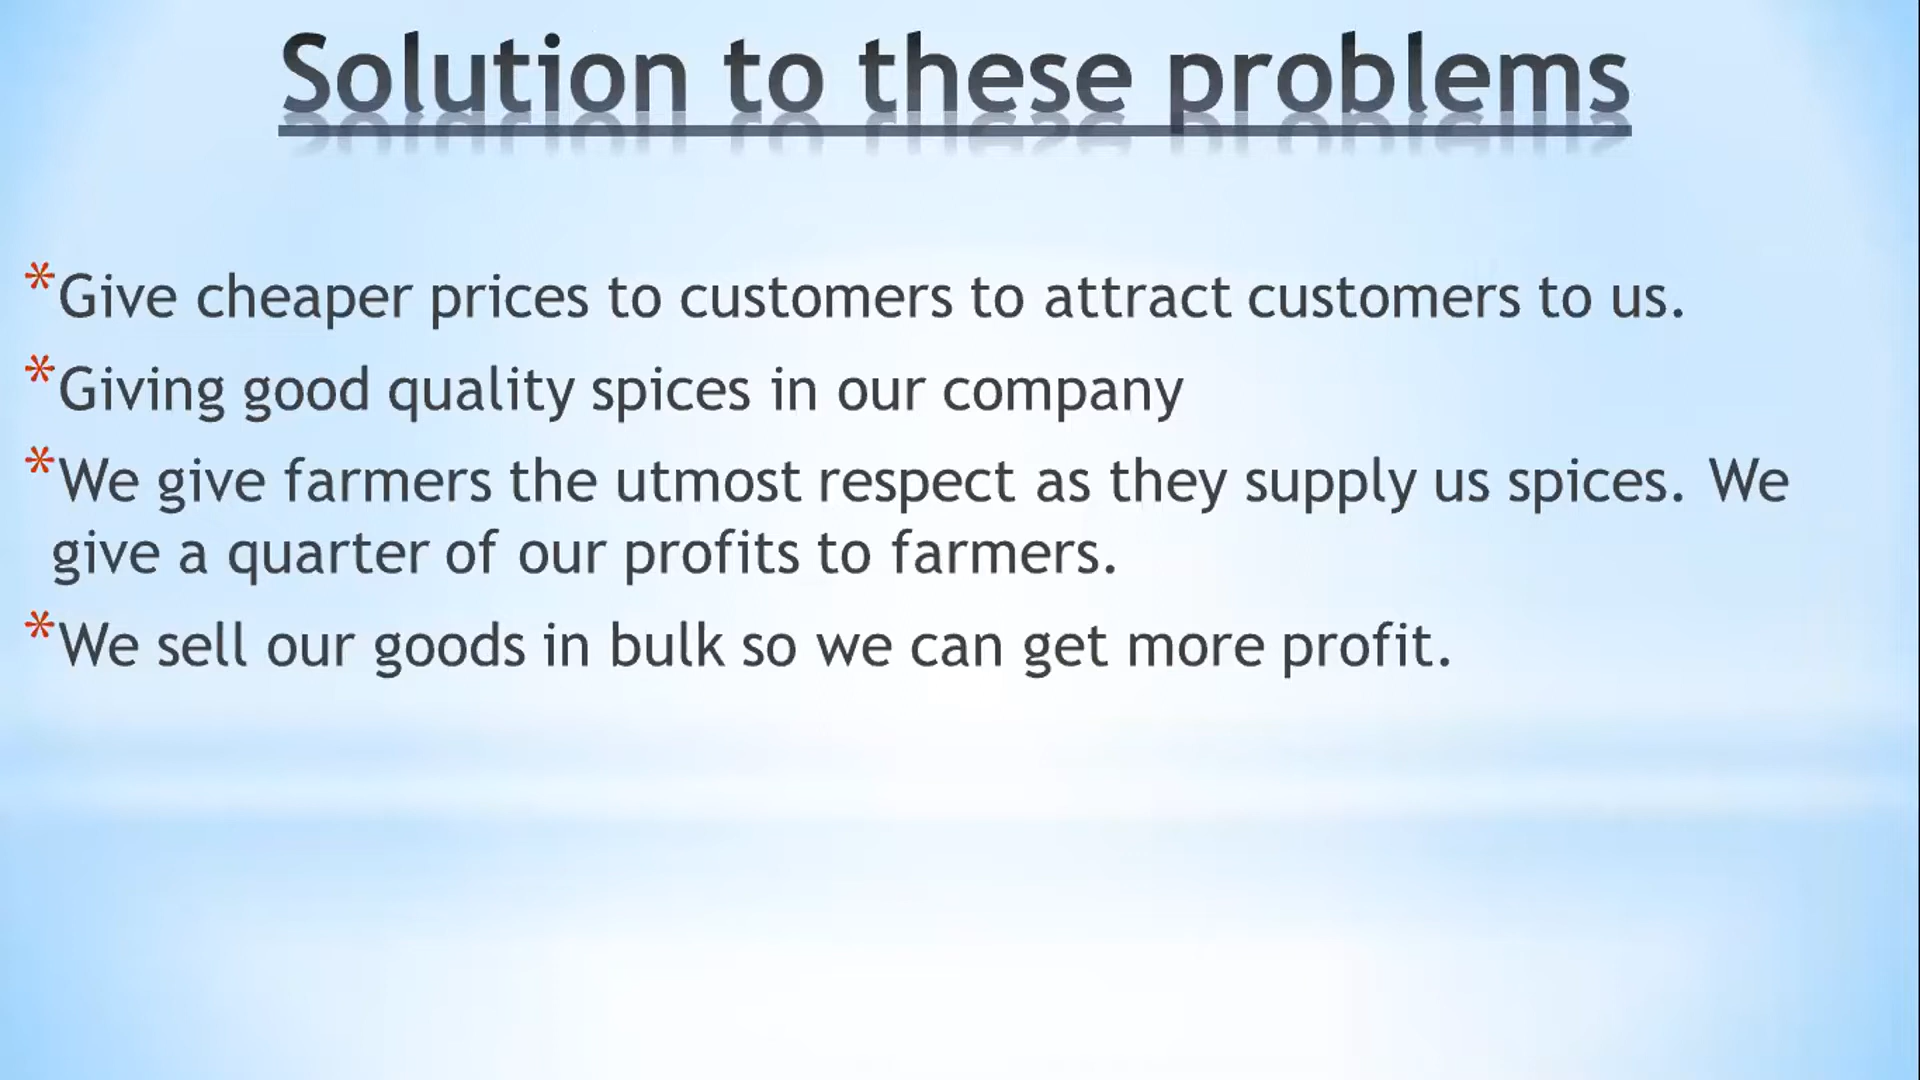 Solution to these problems
*Give cheaper prices to customers to attract customers to us.
*Giving good quality spices in our company
*We give farmers the utmost respect as they supply us spices. We
give a quarter of our profits to farmers.
*We sell our goods in bulk so we can get more profit.